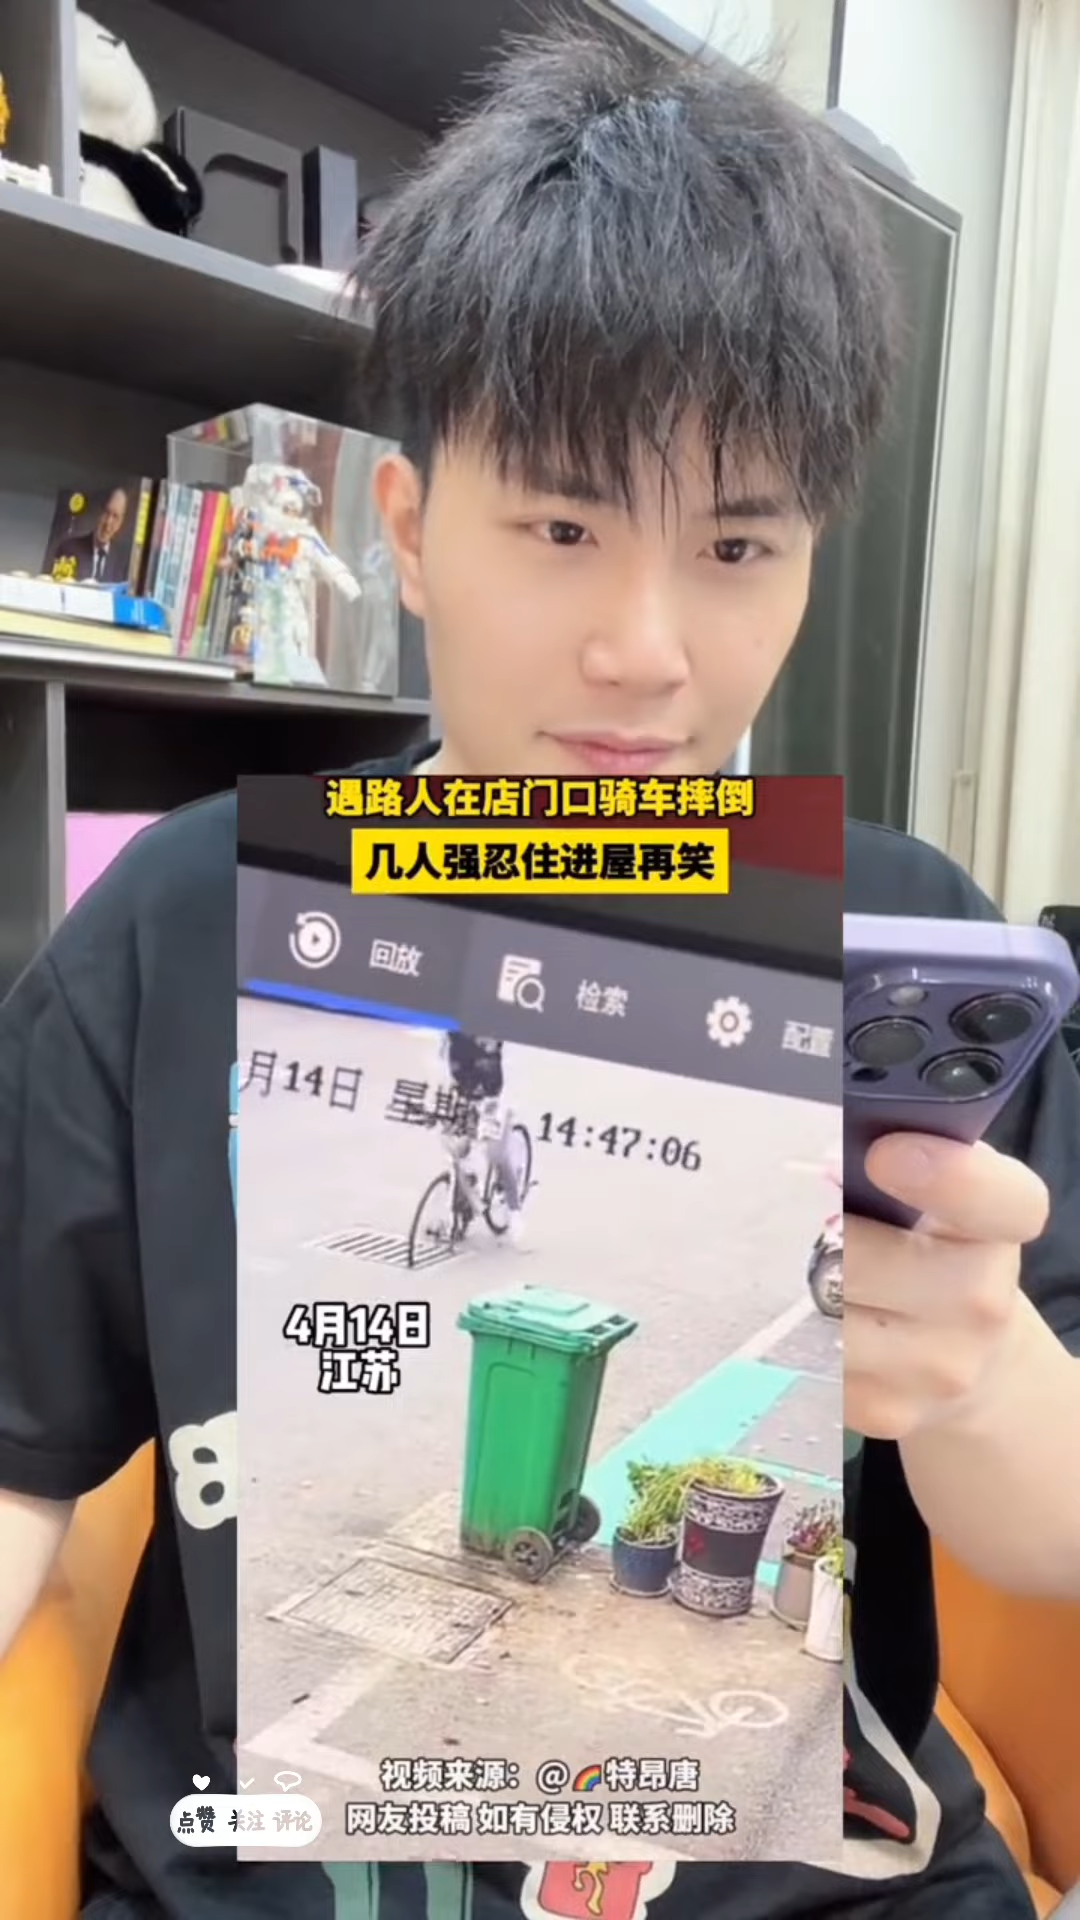 遇路人在店门口骑车摔倒
几人强忍住进屋再笑
回放
检索
配置
月14日 星期
14:47:06
4月14日
江苏
视频来源：@🌈特昂唐
网友投稿 如有侵权 联系删除
点赞 关注 评论